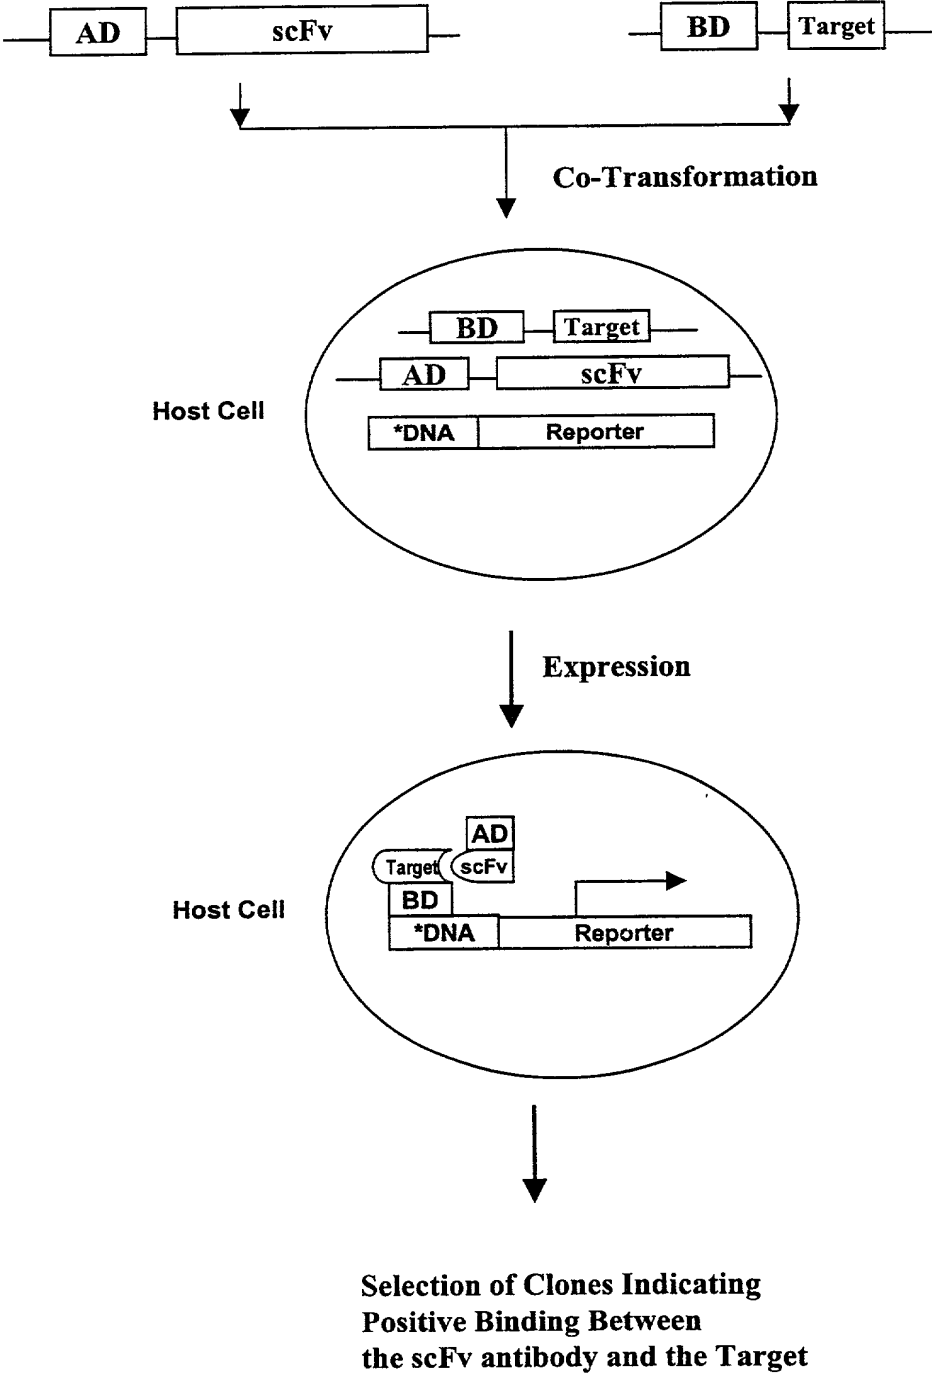 AD scFv BD Target
Co-Transformation
BD Target
AD scFv
Host Cell
*DNA Reporter
Expression
AD
Target scFv
BD
Host Cell
*DNA Reporter
Selection of Clones Indicating
Positive Binding Between
the scFv antibody and the Target